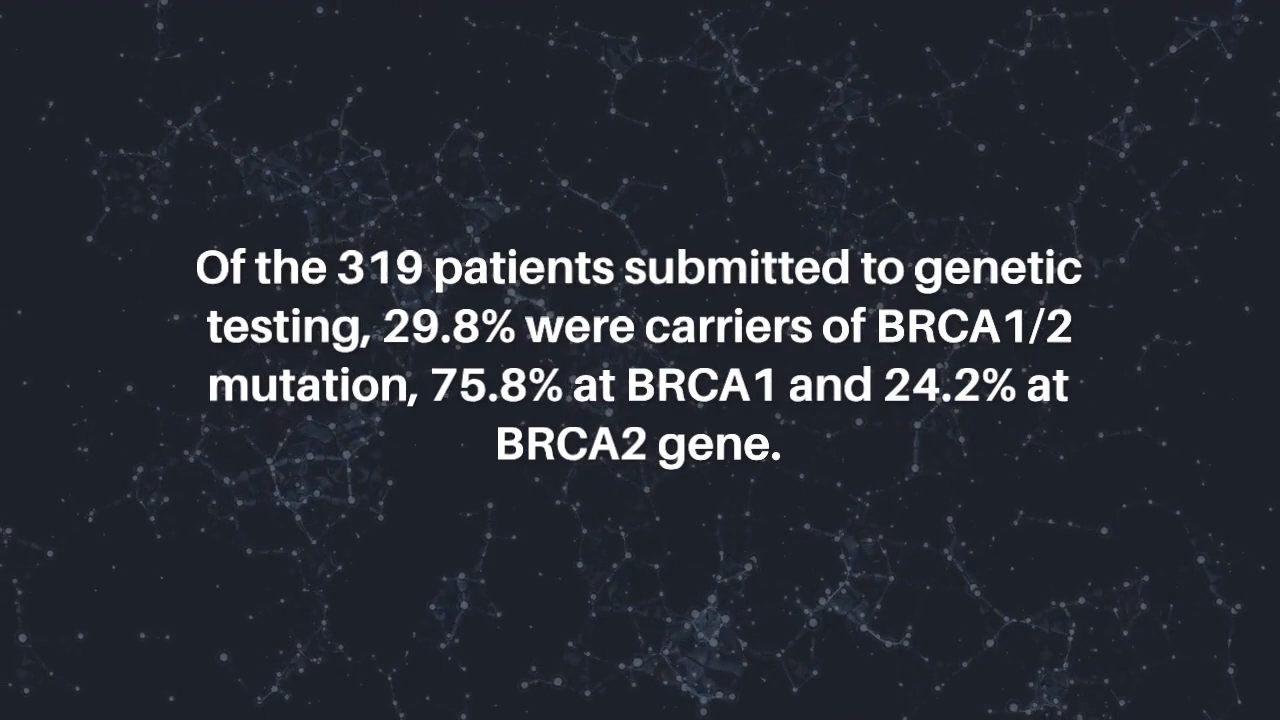 Of the 319 patients submitted to genetic
testing, 29.8% were carriers of BRCA1/2
mutation, 75.8% at BRCA1 and 24.2% at
BRCA2 gene.